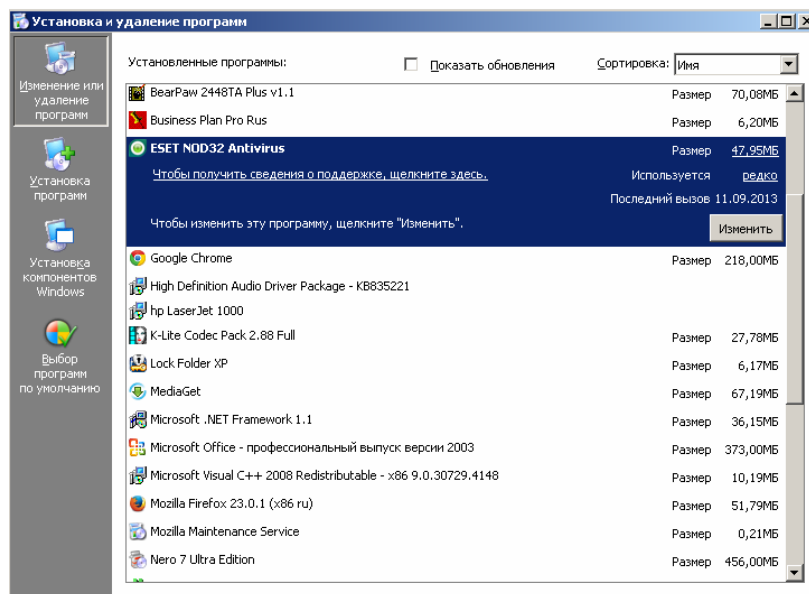 Установка и удаление программ
Изменение или
удаление
программ
Установка
программ
Установка
компонентов
Windows
Выбор
программ
по умолчанию
Установленные программы:
Показать обновления
Сортировка: Имя
BearPaw 2448TA Plus v1.1 Размер 70,08МБ
Business Plan Pro Rus Размер 6,20МБ
ESET NOD32 Antivirus Размер 47,95МБ
Чтобы получить сведения о поддержке, щелкните здесь. Используется редко
Последний вызов 11.09.2013
Чтобы изменить эту программу, щелкните "Изменить". Изменить
Google Chrome Размер 218,00МБ
High Definition Audio Driver Package - KB835221
hp LaserJet 1000
K-Lite Codec Pack 2.88 Full Размер 27,78МБ
Lock Folder XP Размер 6,17МБ
MediaGet Размер 67,19МБ
Microsoft .NET Framework 1.1 Размер 36,15МБ
Microsoft Office - профессиональный выпуск версии 2003 Размер 373,00МБ
Microsoft Visual C++ 2008 Redistributable - x86 9.0.30729.4148 Размер 10,19МБ
Mozilla Firefox 23.0.1 (x86 ru) Размер 51,79МБ
Mozilla Maintenance Service Размер 0,21МБ
Nero 7 Ultra Edition Размер 456,00МБ